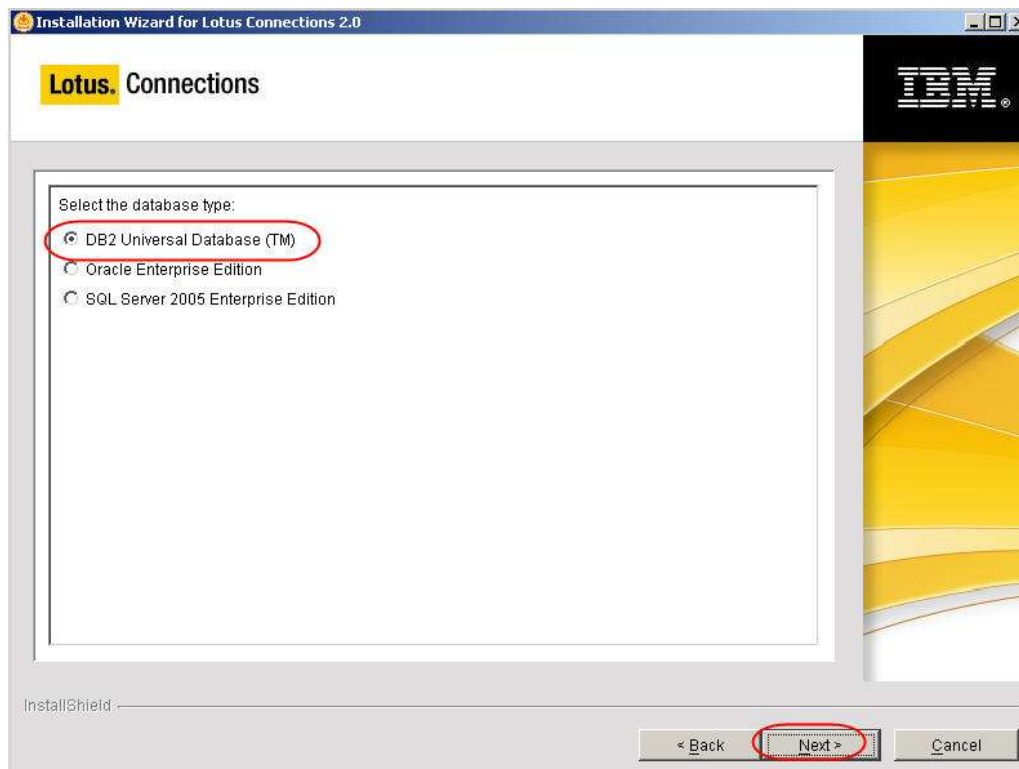 Installation Wizard for Lotus Connections 2.0
Lotus. Connections
IBM®
Select the database type:
DB2 Universal Database (TM)
Oracle Enterprise Edition
SQL Server 2005 Enterprise Edition
InstallShield
< Back
Next >
Cancel